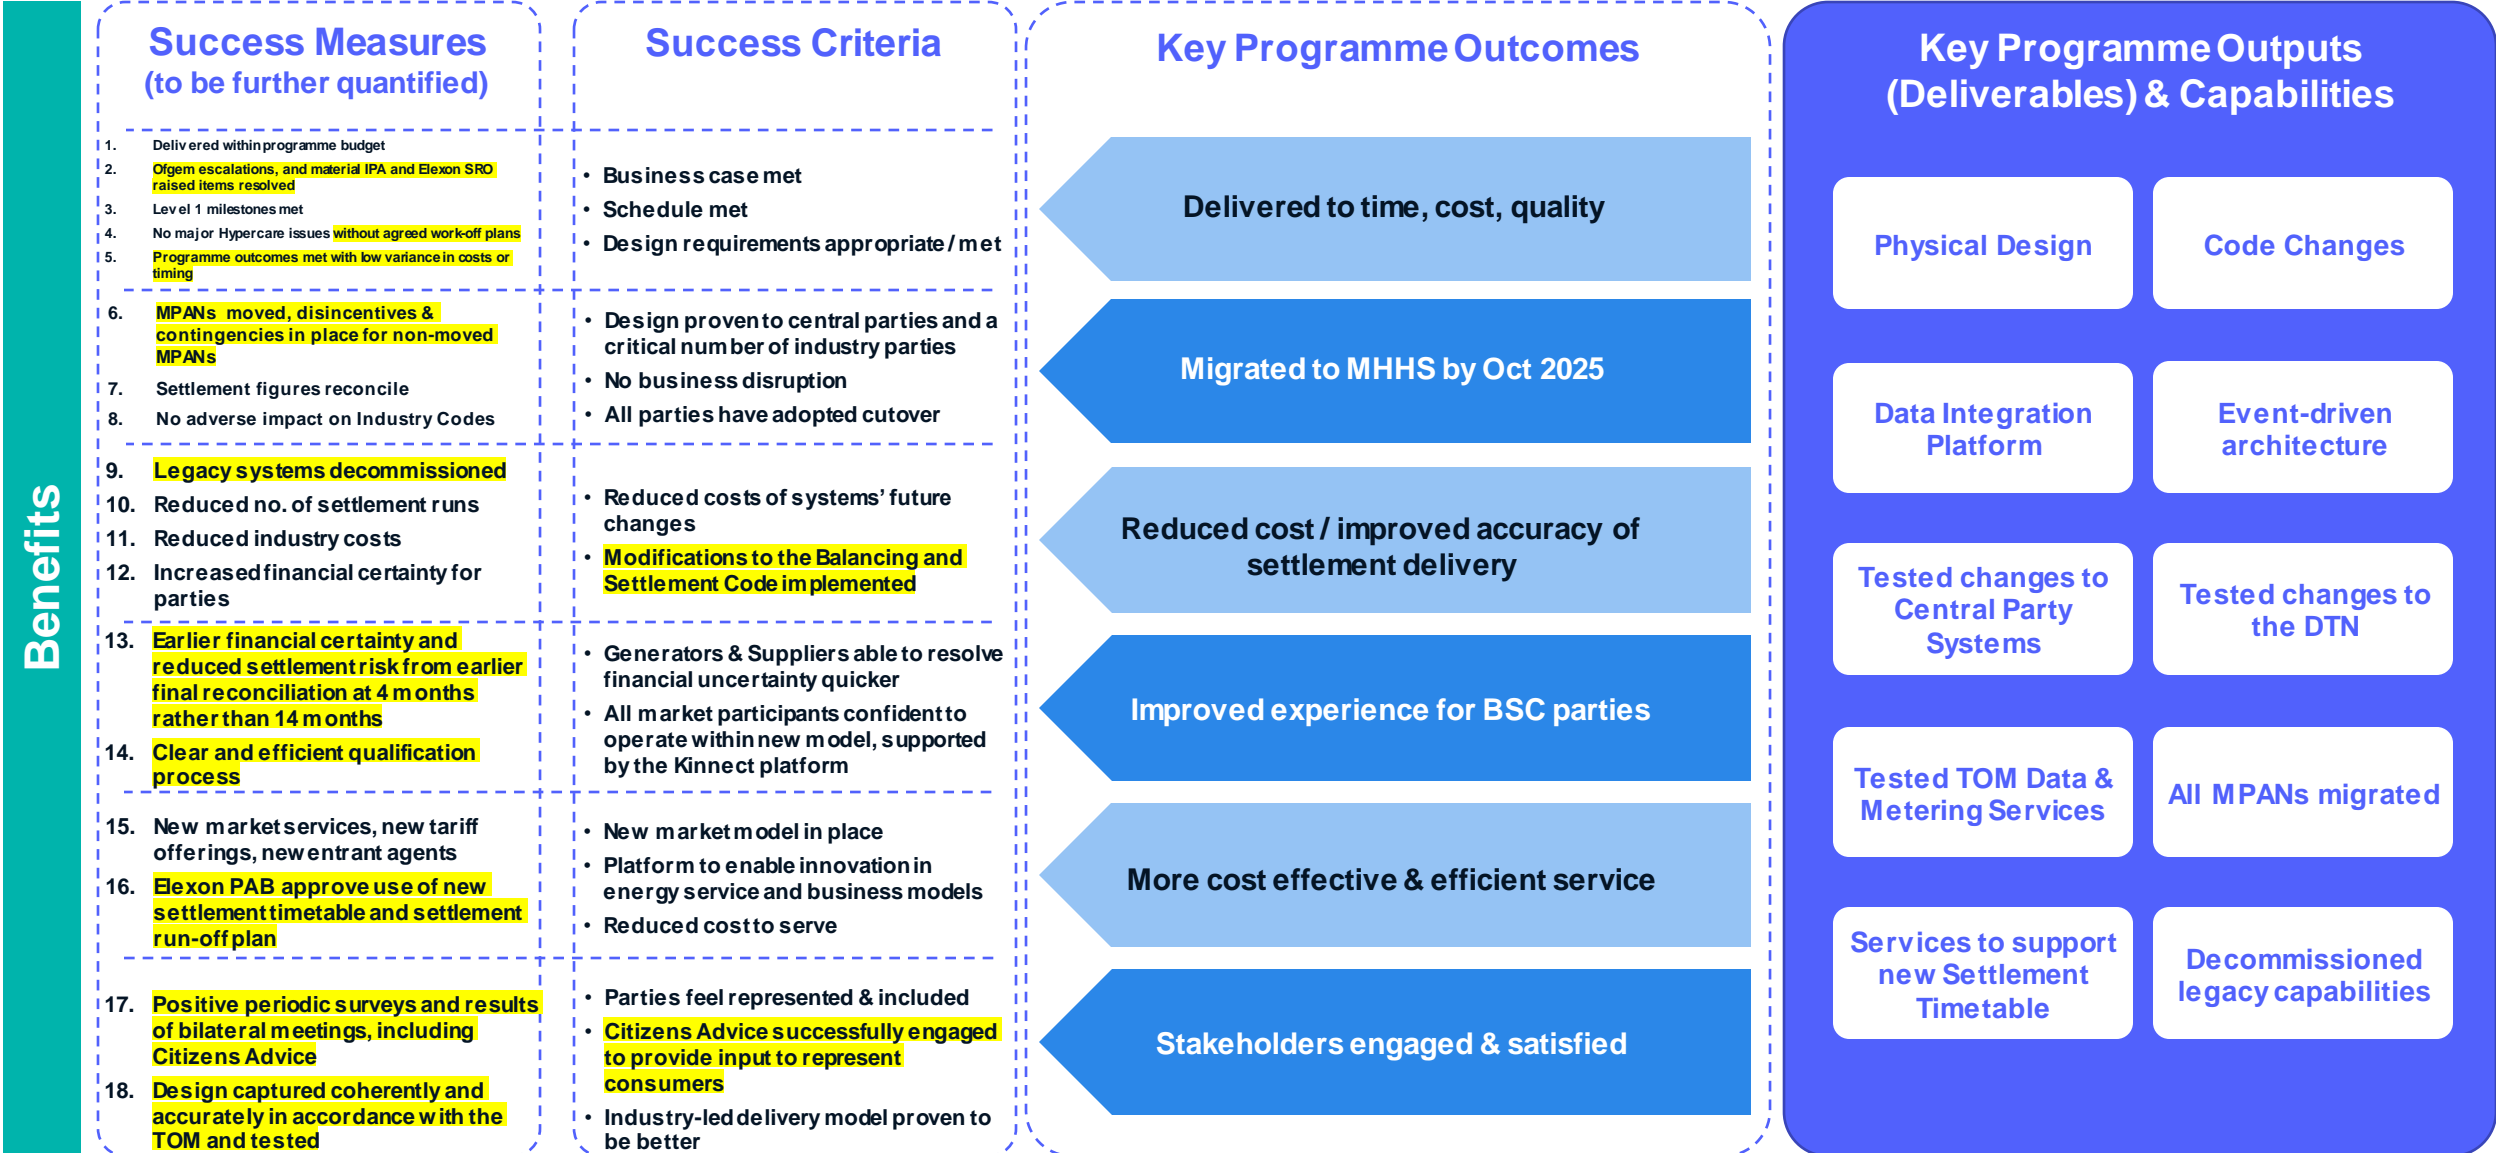 Benefits
Success Measures
(to be further quantified)
1. Delivered within programme budget
2. Ofgem escalations, and material IPA and Elexon SRO
raised items resolved
3. Level 1 milestones met
4. No major Hypercare issues without agreed work-off plans
5. Programme outcomes met with low variance in costs or
timing
6. MPANs moved, disincentives &
contingencies in place for non-moved
MPANs
7. Settlement figures reconcile
8. No adverse impact on Industry Codes
9. Legacy systems decommissioned
10. Reduced no. of settlement runs
11. Reduced industry costs
12. Increased financial certainty for
parties
13. Earlier financial certainty and
reduced settlement risk from earlier
final reconciliation at 4 months
rather than 14 months
14. Clear and efficient qualification
process
15. New market services, new tariff
offerings, new entrant agents
16. Elexon PAB approve use of new
settlement timetable and settlement
run-off plan
17. Positive periodic surveys and results
of bilateral meetings, including
Citizens Advice
18. Design captured coherently and
accurately in accordance with the
TOM and tested
Success Criteria
• Business case met
• Schedule met
• Design requirements appropriate / met
• Design proven to central parties and a
critical number of industry parties
• No business disruption
• All parties have adopted cutover
• Reduced costs of systems’ future
changes
• Modifications to the Balancing and
Settlement Code implemented
• Generators & Suppliers able to resolve
financial uncertainty quicker
• All market participants confident to
operate within new model, supported
by the Kinnect platform
• New market model in place
• Platform to enable innovation in
energy service and business models
• Reduced cost to serve
• Parties feel represented & included
• Citizens Advice successfully engaged
to provide input to represent
consumers
• Industry-led delivery model proven to
be better
Key Programme Outcomes
Delivered to time, cost, quality
Migrated to MHHS by Oct 2025
Reduced cost / improved accuracy of
settlement delivery
Improved experience for BSC parties
More cost effective & efficient service
Stakeholders engaged & satisfied
Key Programme Outputs
(Deliverables) & Capabilities
Physical Design
Code Changes
Data Integration
Platform
Event-driven
architecture
Tested changes to
Central Party
Systems
Tested changes to
the DTN
Tested TOM Data &
Metering Services
All MPANs migrated
Services to support
new Settlement
Timetable
Decommissioned
legacy capabilities